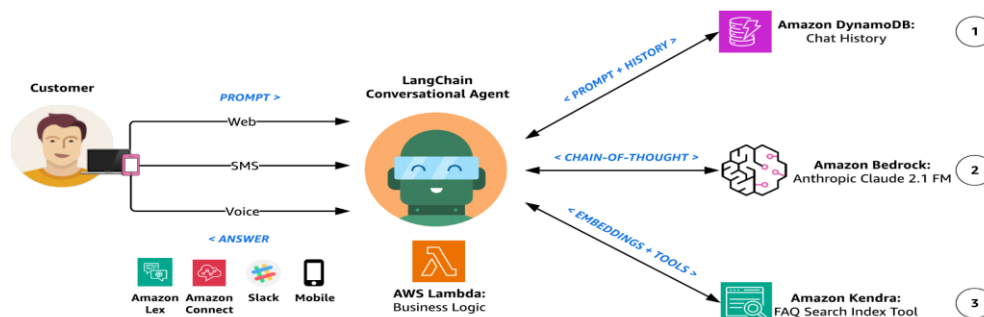 Customer
PROMPT >
Web
SMS
Voice
< ANSWER
Amazon
Lex
Amazon
Connect
Slack
Mobile
LangChain
Conversational Agent
AWS Lambda:
Business Logic
< PROMPT + HISTORY >
< CHAIN-OF-THOUGHT >
< EMBEDDINGS + TOOLS >
Amazon DynamoDB:
Chat History
1
Amazon Bedrock:
Anthropic Claude 2.1 FM
2
Amazon Kendra:
FAQ Search Index Tool
3